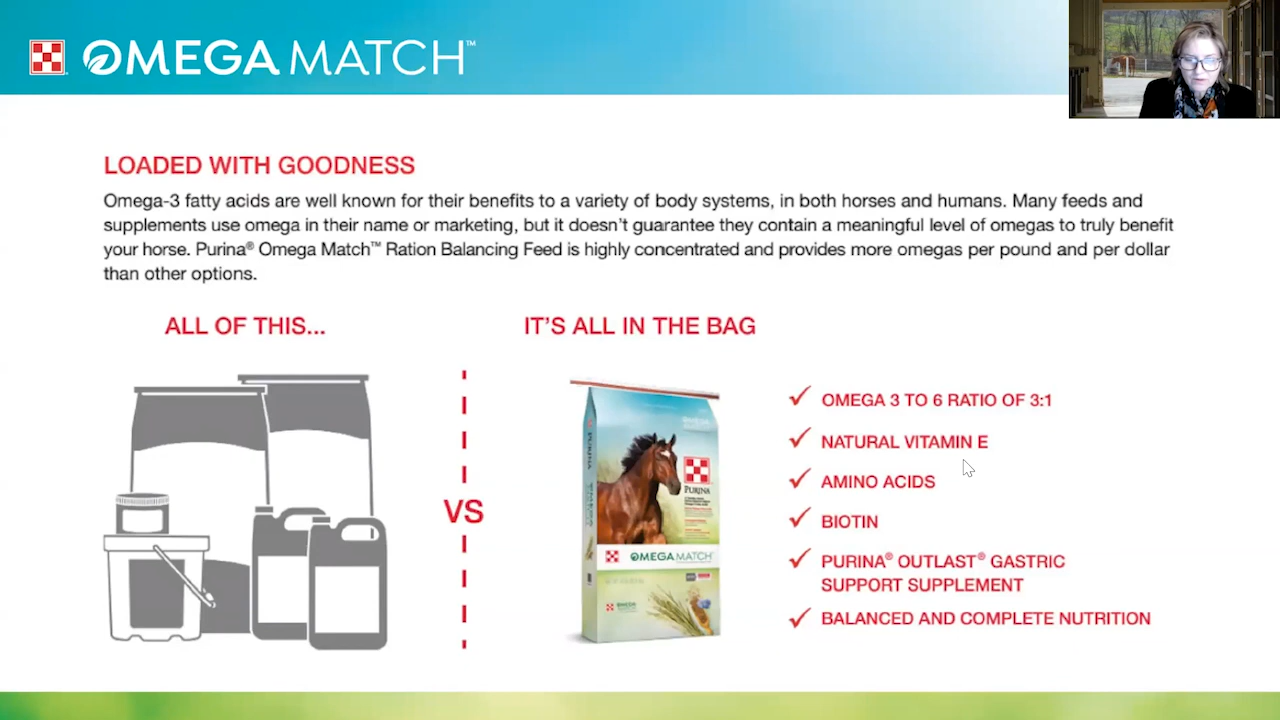 OMEGA MATCH™
LOADED WITH GOODNESS
Omega-3 fatty acids are well known for their benefits to a variety of body systems, in both horses and humans. Many feeds and
supplements use omega in their name or marketing, but it doesn't guarantee they contain a meaningful level of omegas to truly benefit
your horse. Purina® Omega Match™ Ration Balancing Feed is highly concentrated and provides more omegas per pound and per dollar
than other options.
ALL OF THIS...
IT'S ALL IN THE BAG
VS
PURINA
OMEGA MATCH
✓ OMEGA 3 TO 6 RATIO OF 3:1
✓ NATURAL VITAMIN E
✓ AMINO ACIDS
✓ BIOTIN
✓ PURINA® OUTLAST® GASTRIC
SUPPORT SUPPLEMENT
✓ BALANCED AND COMPLETE NUTRITION